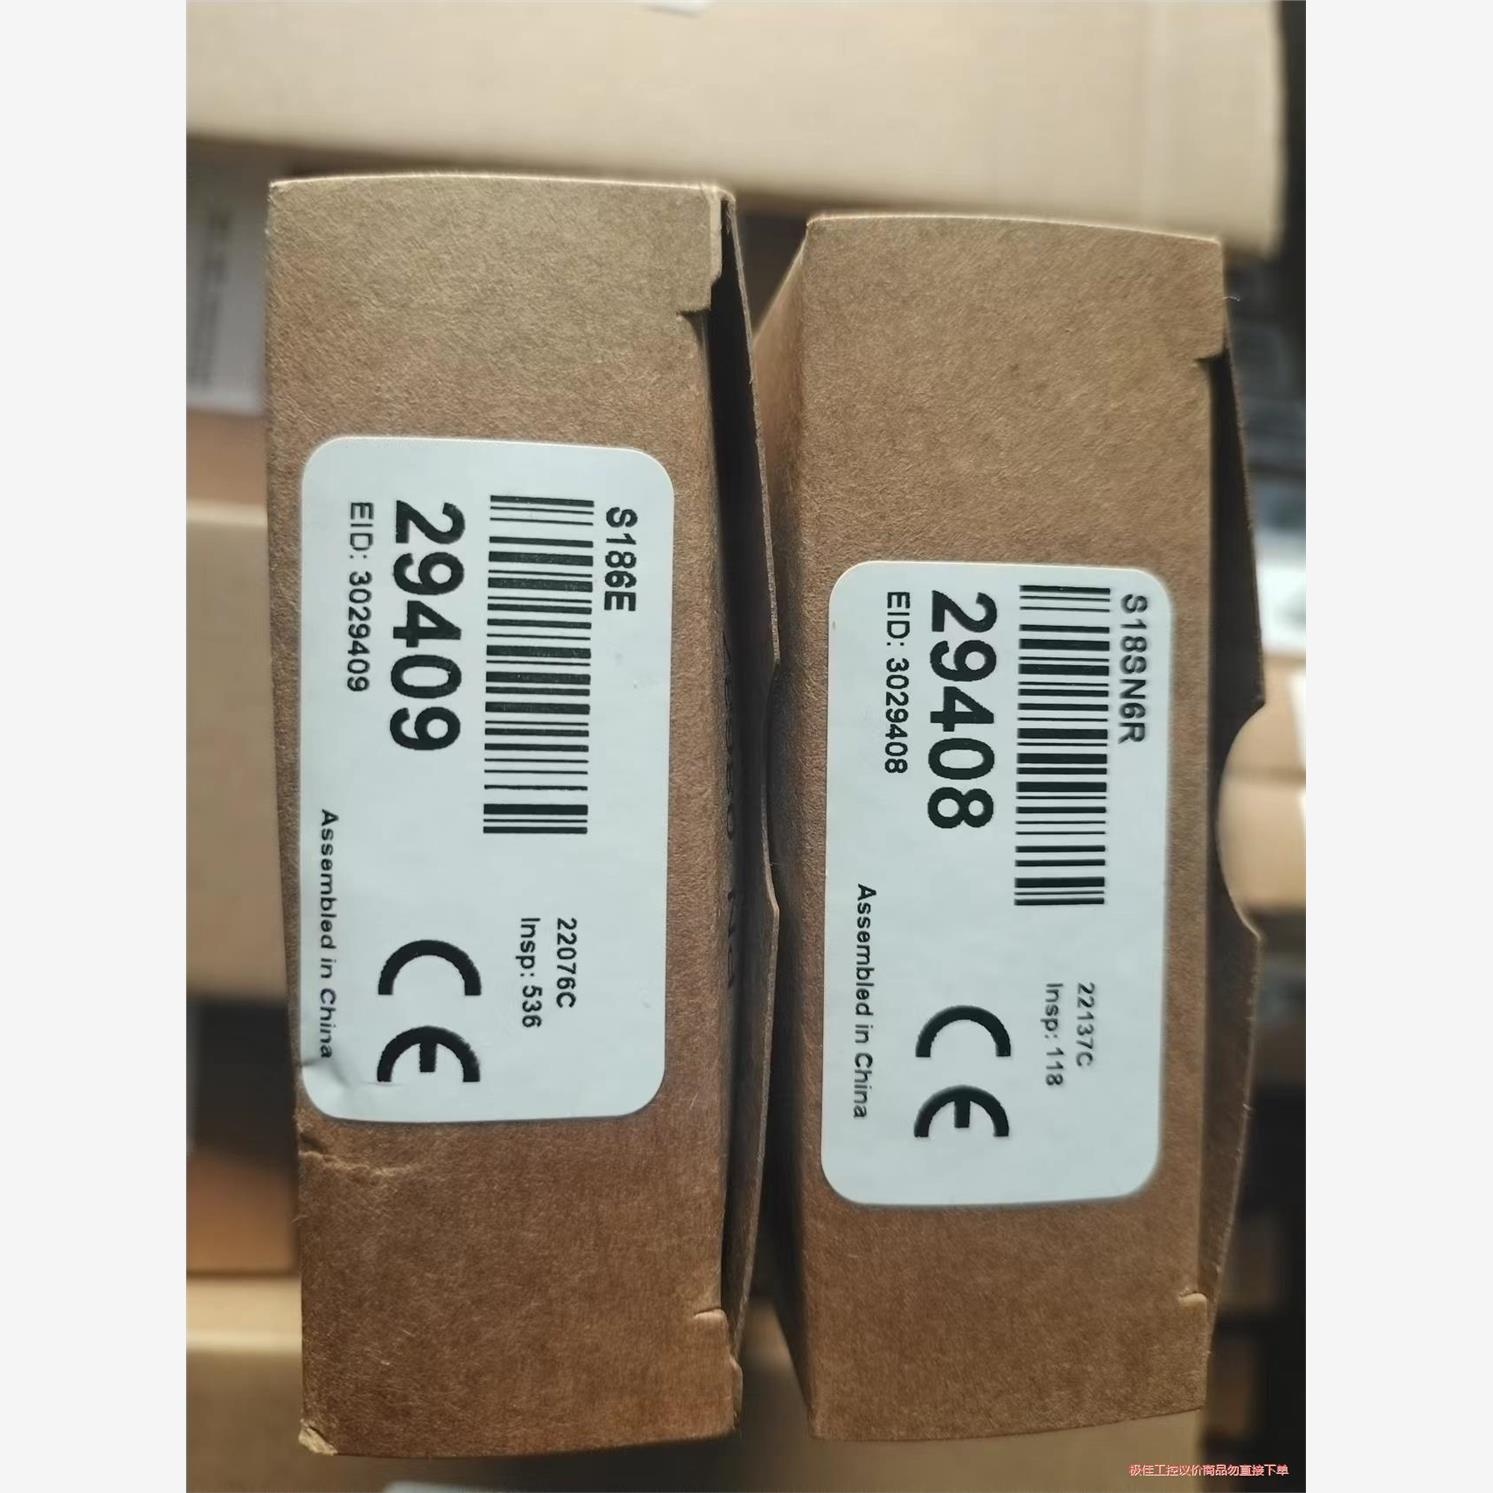 S186E
29409
EID: 3029409
22076C
Insp: 536
Assembled in China
CE
S18SN6R
29408
EID: 3029408
22137C
Insp: 118
Assembled in China
CE
极佳工控议价商品勿直接下单